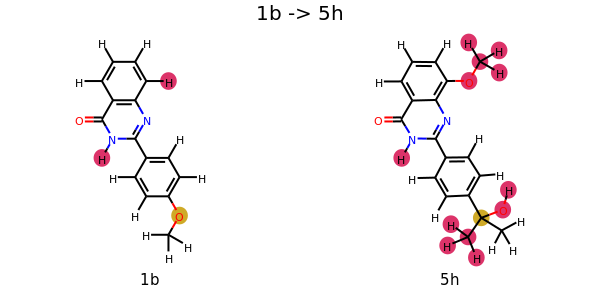 1b -> 5h
H H H H O N H N H H H H O H H H
H H H O N H N O H H H H H H H O H H H H H H H
1b 5h